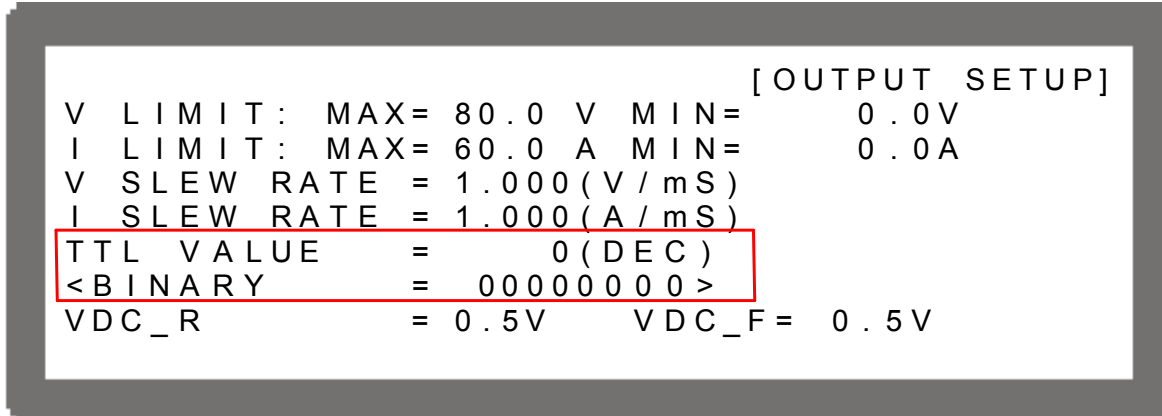 [OUTPUT SETUP]
V LIMIT: MAX= 80.0 V MIN= 0.0V
I LIMIT: MAX= 60.0 A MIN= 0.0A
V SLEW RATE = 1.000(V/mS)
I SLEW RATE = 1.000(A/mS)
TTL VALUE = 0(DEC)
<BINARY = 00000000>
VDC_R = 0.5V VDC_F= 0.5V